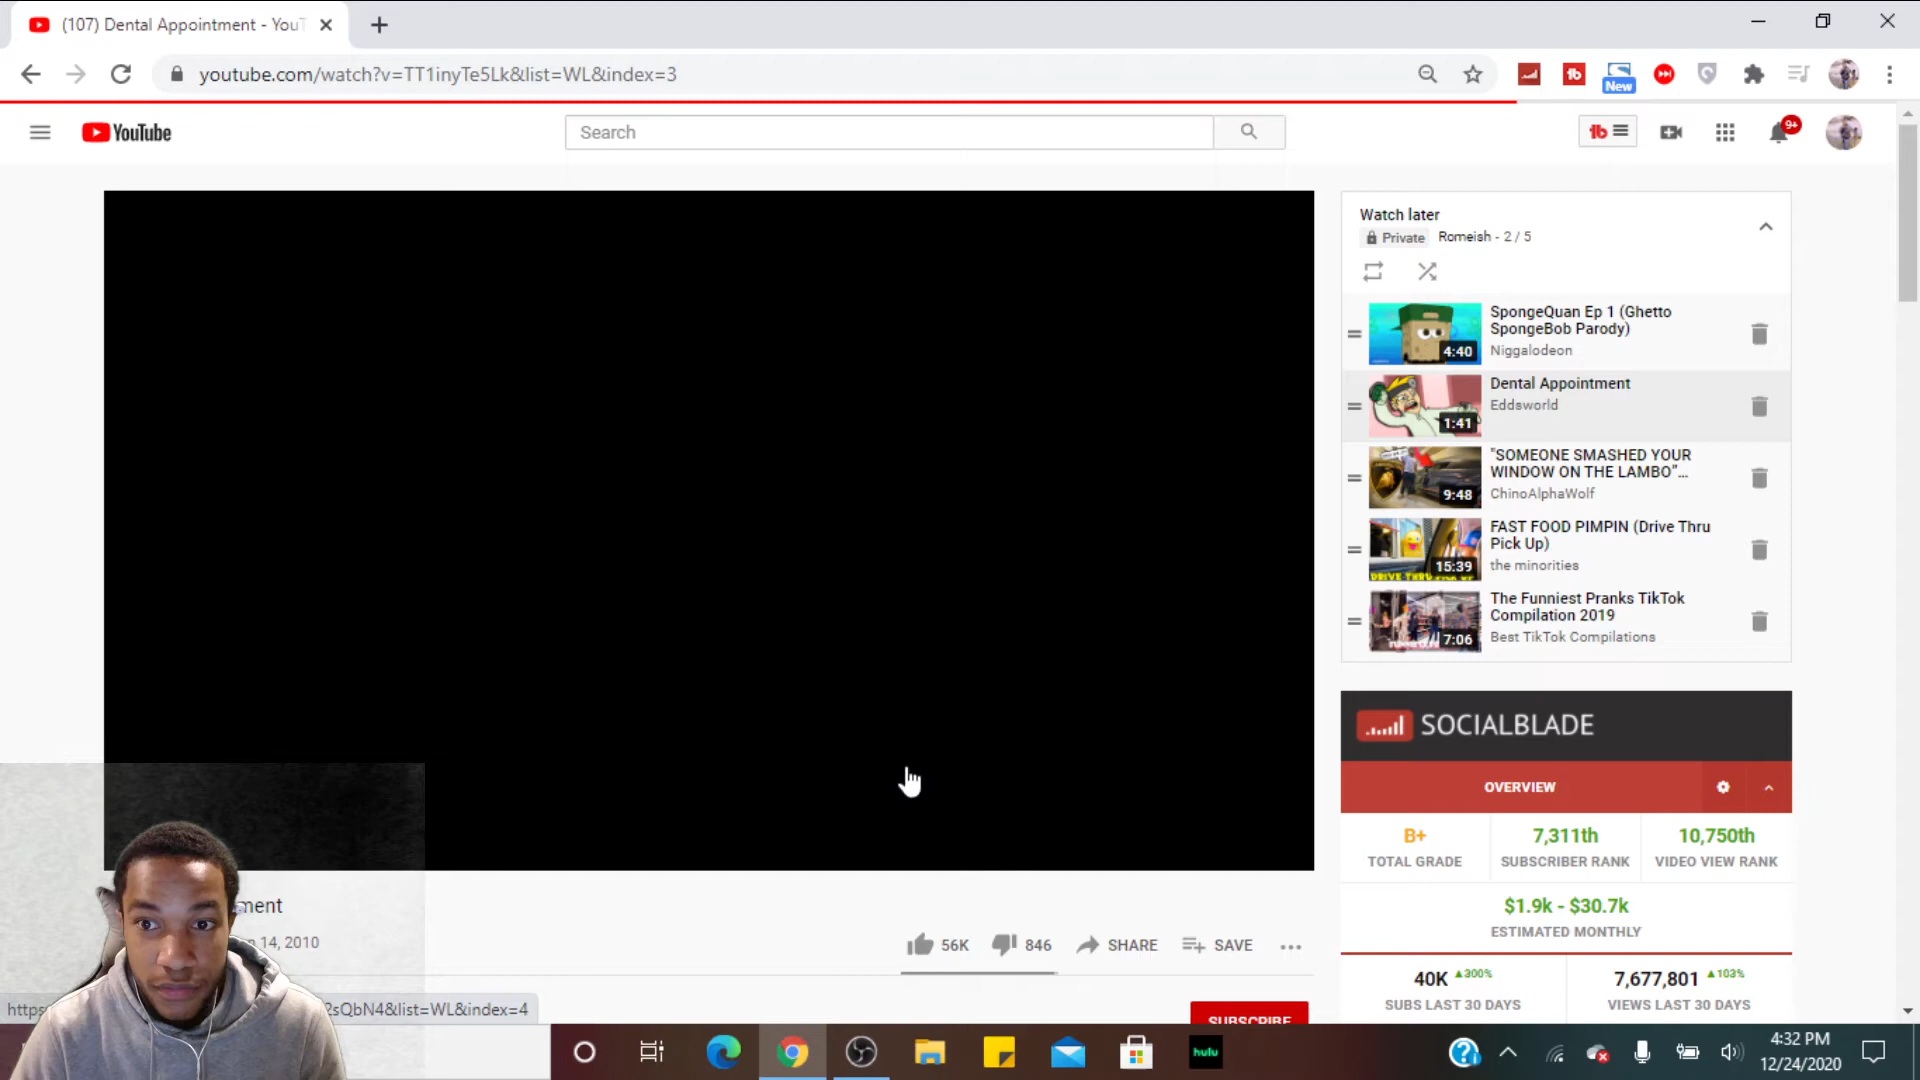 (107) Dental Appointment - YouT
youtube.com/watch?v=TT1inyTe5Lk&list=WL&index=3
New
YouTube
Search
9+
Watch later
Private Romeish - 2 / 5
SpongeQuan Ep 1 (Ghetto
SpongeBob Parody)
Niggalodeon
4:40
Dental Appointment
Eddsworld
1:41
"SOMEONE SMASHED YOUR
WINDOW ON THE LAMBO"...
ChinoAlphaWolf
9:48
FAST FOOD PIMPIN (Drive Thru
Pick Up)
the minorities
15:39
DRIVE THRU PICK UP
The Funniest Pranks TikTok
Compilation 2019
Best TikTok Compilations
7:06
SOCIALBLADE
OVERVIEW
B+ 7,311th 10,750th
TOTAL GRADE SUBSCRIBER RANK VIDEO VIEW RANK
$1.9k - $30.7k
ESTIMATED MONTHLY
40K 300% 7,677,801 103%
SUBS LAST 30 DAYS VIEWS LAST 30 DAYS
ment
14, 2010
56K 846 SHARE SAVE
SUBSCRIBE
https
2sQbN4&list=WL&index=4
hulu
4:32 PM
12/24/2020